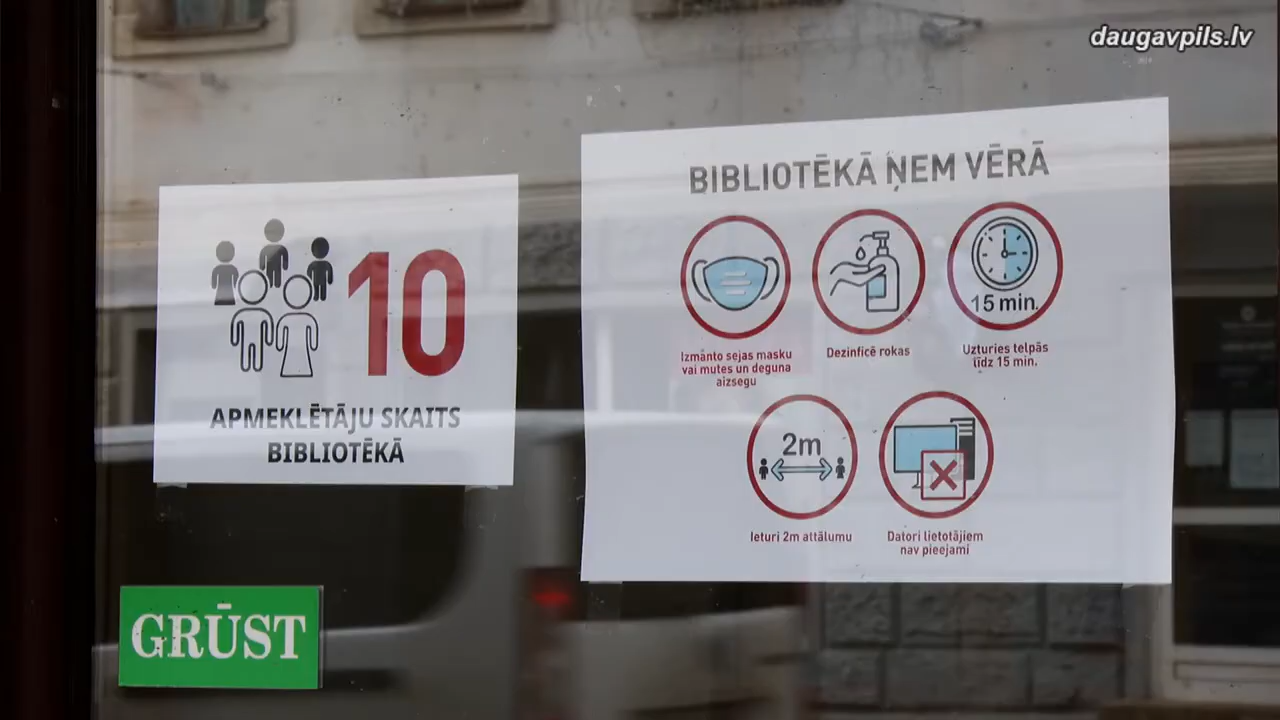 daugavpils.lv
10
APMEKLĒTĀJU SKAITS
BIBLIOTĒKĀ
BIBLIOTĒKĀ ŅEM VĒRĀ
15 min.
Izmanto sejas masku
vai mutes un deguna
aizsegu
Dezinficē rokas
Uzturies telpās
līdz 15 min.
2m
Ieturi 2m attālumu
Datori lietotājiem
nav pieejami
GRŪST